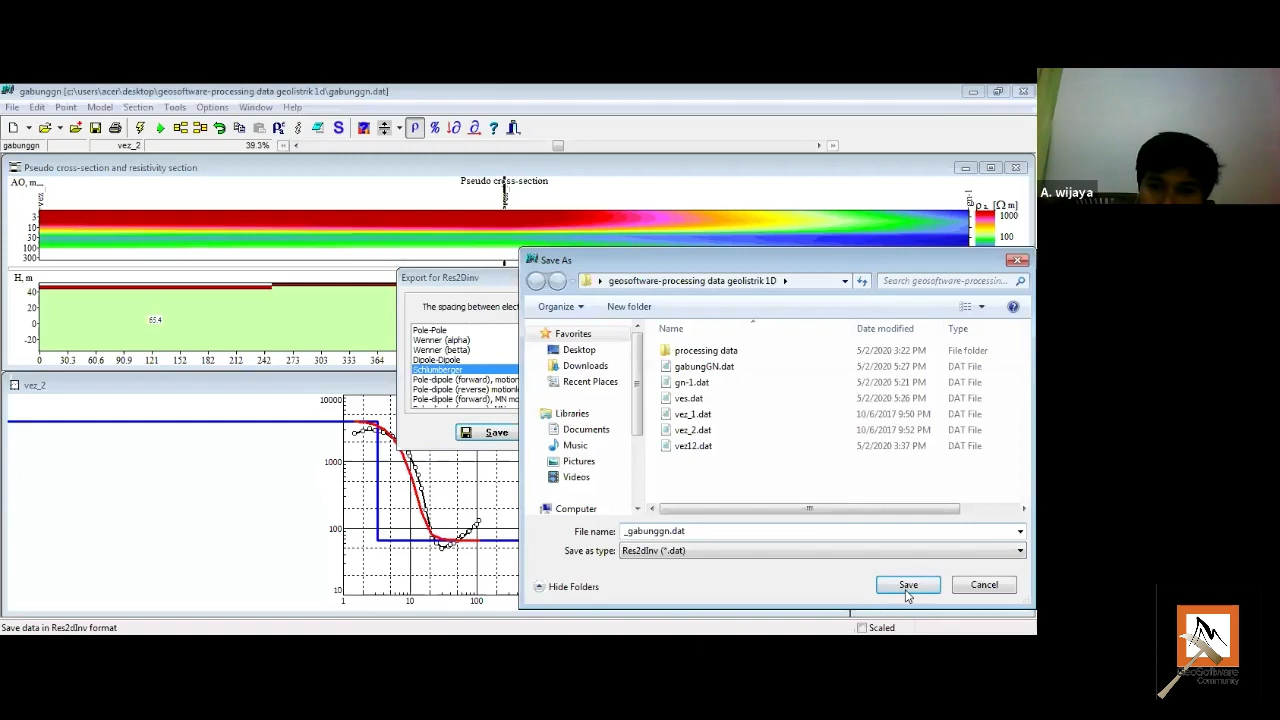 gabunggn [c:\users\acer\desktop\geosoftware-processing data geolistrik 1D\gabunggn.dat]
File Edit Point Model Section Tools Options Window Help
gabunggn vez_2 39.3%
Pseudo cross-section and resistivity section
AO, m...
Pseudo cross-section
3
10
30
100
300
1000
100
H, m
40
20
0
-20
65.4
0 30.3 60.6 90.9 121 152 182 212 245 273 303 333 364
vez_2
10000
1000
100
10
1 10 100
Export for Res2Dinv
The spacing between elect
Pole-Pole
Wenner (alpha)
Wenner (betta)
Dipole-Dipole
Schlumberger
Pole-dipole (forward), motion
Pole-dipole (reverse) motionle
Pole-dipole (forward), MN mo
Save
Save As
geosoftware-processing data geolistrik 1D
Search geosoftware-processin...
Organize New folder
Favorites
Desktop
Downloads
Recent Places
Libraries
Documents
Music
Pictures
Videos
Computer
Name Date modified Type
processing data 5/2/2020 3:22 PM File folder
gabungGN.dat 5/2/2020 5:27 PM DAT File
gn-1.dat 5/2/2020 5:21 PM DAT File
ves.dat 5/2/2020 5:26 PM DAT File
vez_1.dat 10/6/2017 9:50 PM DAT File
vez_2.dat 10/6/2017 9:52 PM DAT File
vez12.dat 5/2/2020 3:37 PM DAT File
File name: _gabunggn.dat
Save as type: Res2dInv (*.dat)
Hide Folders Save Cancel
Save data in Res2dInv format
Scaled
A. wijaya
GeoSoftware
Community